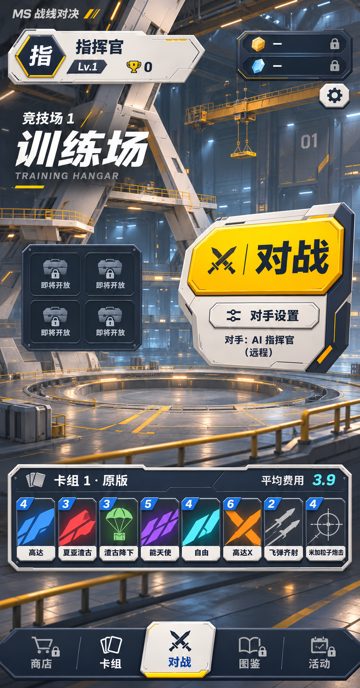 MS 战线对决
指
指挥官
Lv.1
0
—
—
竞技场 1
训练场
TRAINING HANGAR
01
对战
对手设置
对手：AI 指挥官
（远程）
即将开放
即将开放
即将开放
即将开放
卡组 1 · 原版
平均费用 3.9
4
3
3
5
4
6
2
4
高达
夏亚渣古
渣古降下
能天使
自由
高达X
飞弹齐射
米加粒子炮击
商店
卡组
对战
图鉴
活动